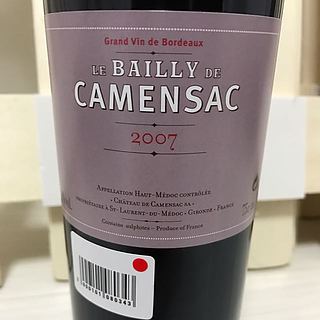 Grand Vin de Bordeaux
LE BAILLY DE
CAMENSAC
2007
APPELLATION HAUT-MÉDOC CONTRÔLÉE
CHÂTEAU DE CAMENSAC SA
PROPRIÉTAIRE À ST-LAURENT-DU-MÉDOC - GIRONDE - FRANCE
Contains sulphites - Produce of France